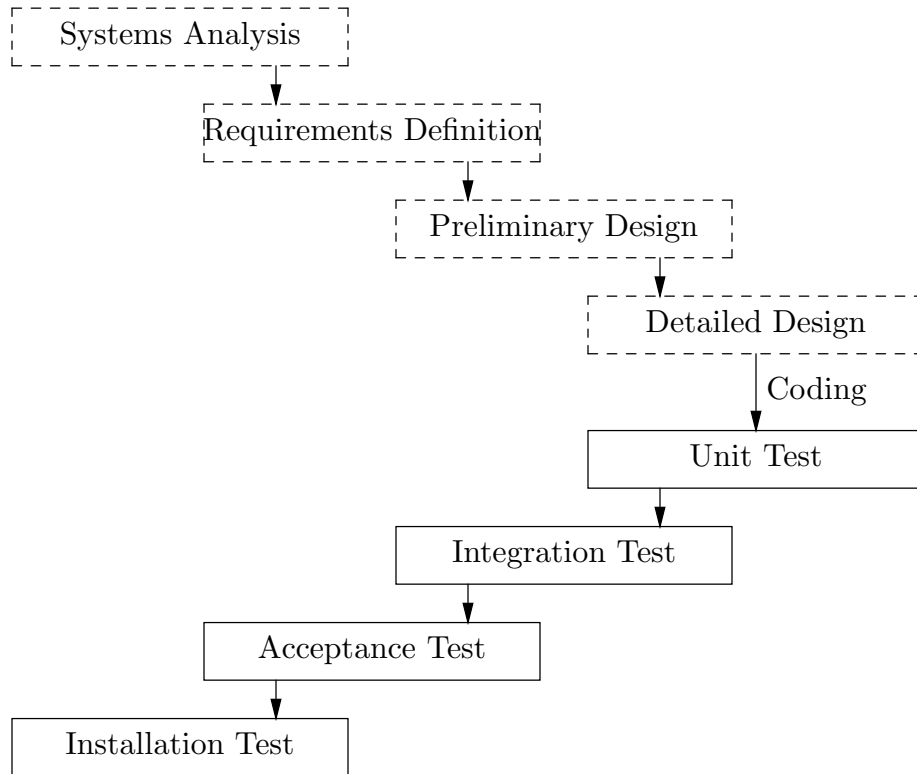 Systems Analysis
Requirements Definition
Preliminary Design
Detailed Design
Coding
Unit Test
Integration Test
Acceptance Test
Installation Test